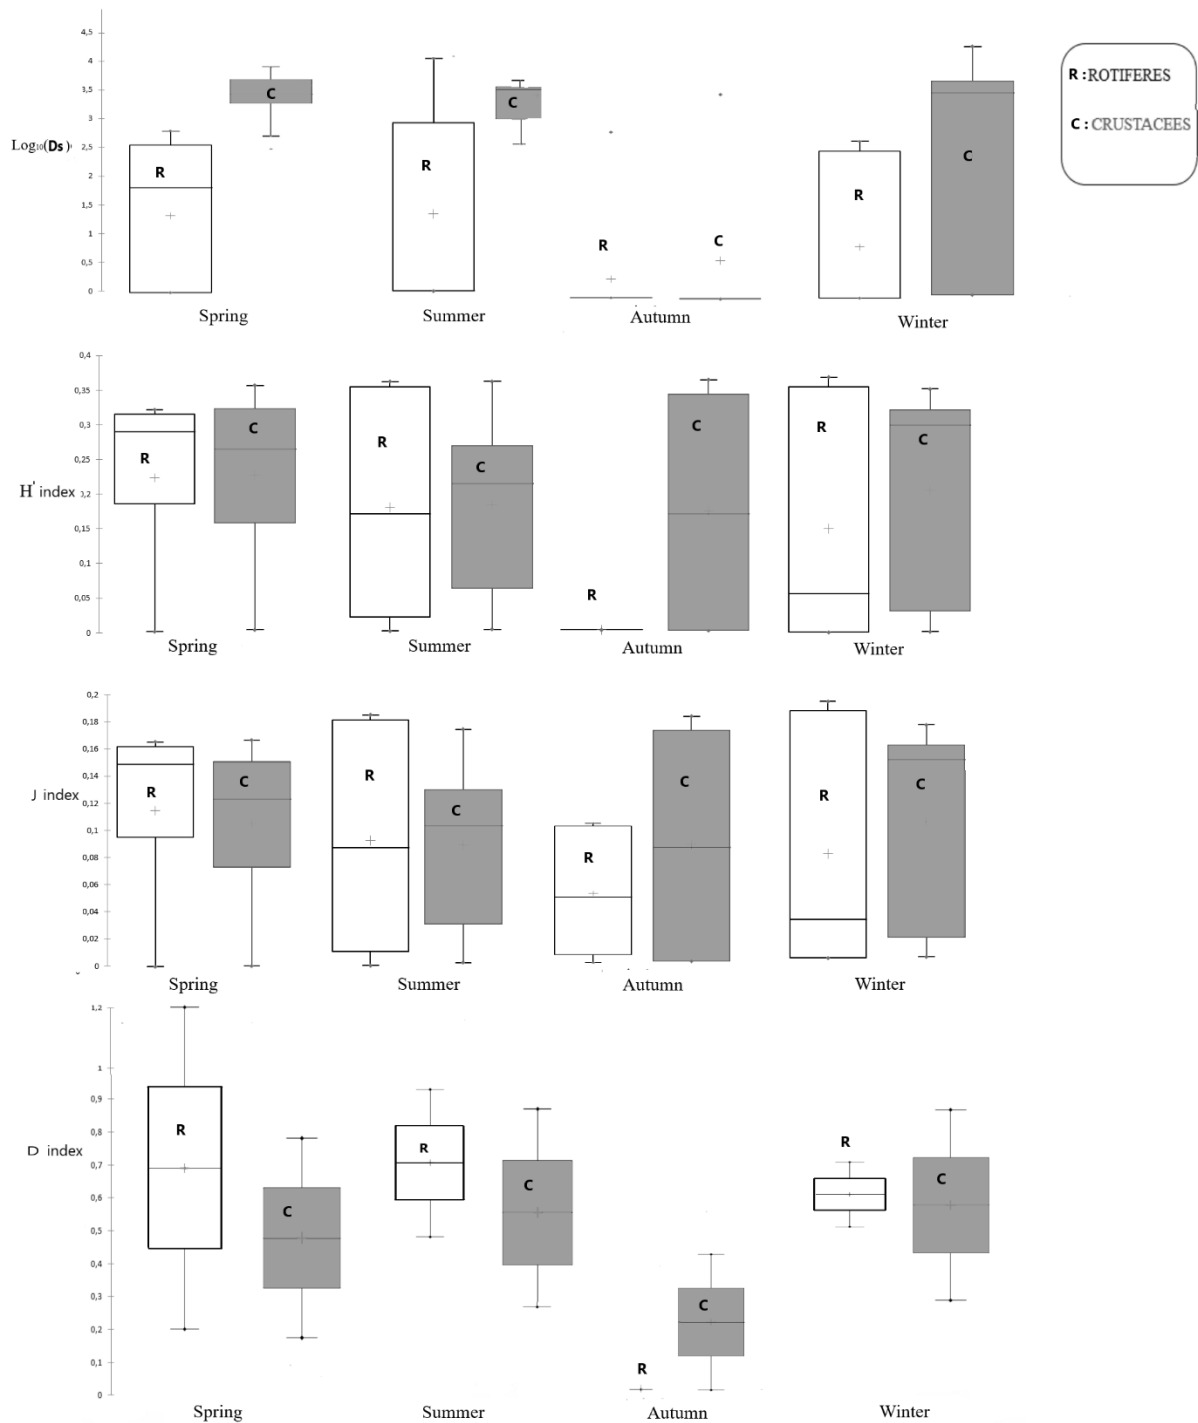 4,5
4
3,5
3
2,5
2
1,5
1
0,5
0
Log₁₀(Ds)
R
C
R
C
R
C
R
C
R :ROTIFERES
C : CRUSTACEES
Spring Summer Autumn Winter
0,4
0,35
0,3
0,25
0,15
0,1
0,05
0
H' index
R
C
R
C
R
C
R
C
Spring Summer Autumn Winter
0,2
0,18
0,16
0,14
0,12
0,1
0,08
0,06
0,04
0,02
0
J index
R
C
R
C
R
C
R
C
Spring Summer Autumn Winter
1,2
1
0,9
0,8
0,7
0,6
0,5
0,4
0,3
0,2
0,1
0
D index
R
C
R
C
R
C
R
C
Spring Summer Autumn Winter